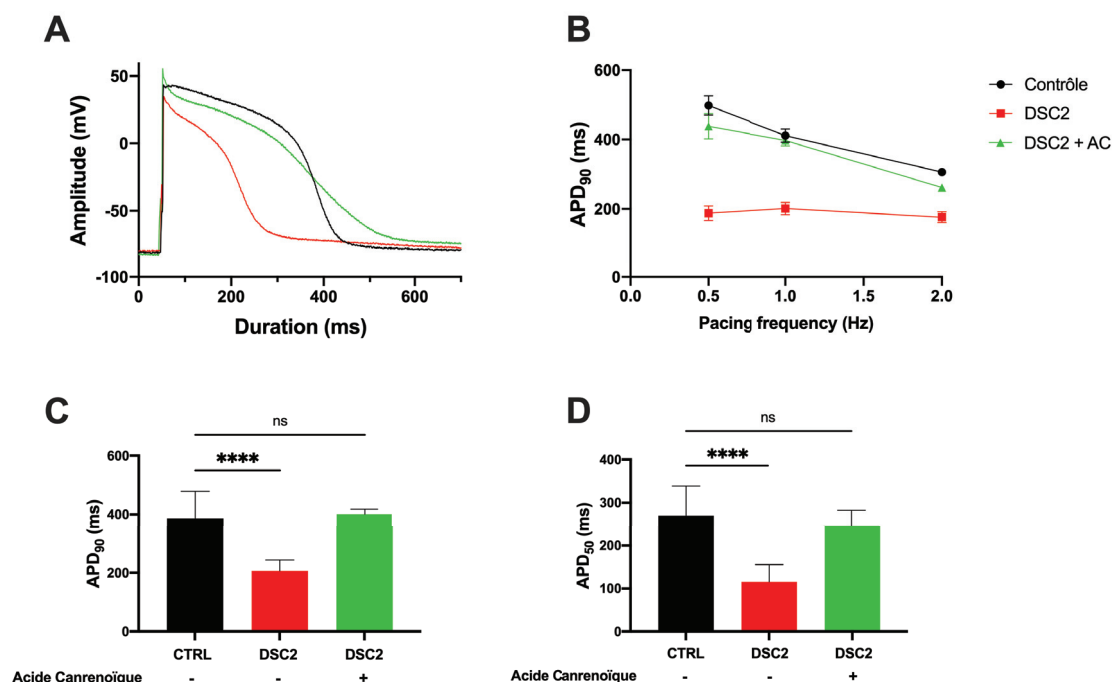 A
50
0
-50
-100
Amplitude (mV)
0 200 400 600
Duration (ms)
B
600
400
200
0
APD90 (ms)
0.0 0.5 1.0 1.5 2.0
Pacing frequency (Hz)
Contrôle
DSC2
DSC2 + AC
C
ns
****
600
400
200
0
APD90 (ms)
CTRL DSC2 DSC2
Acide Canrenoïque - - +
D
ns
****
400
300
200
100
0
APD50 (ms)
CTRL DSC2 DSC2
Acide Canrenoïque - - +